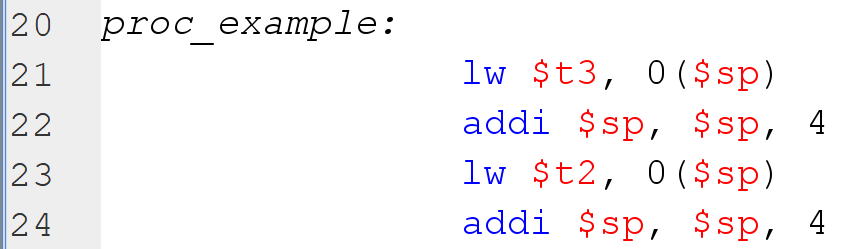 20 proc_example:
21 lw $t3, 0($sp)
22 addi $sp, $sp, 4
23 lw $t2, 0($sp)
24 addi $sp, $sp, 4